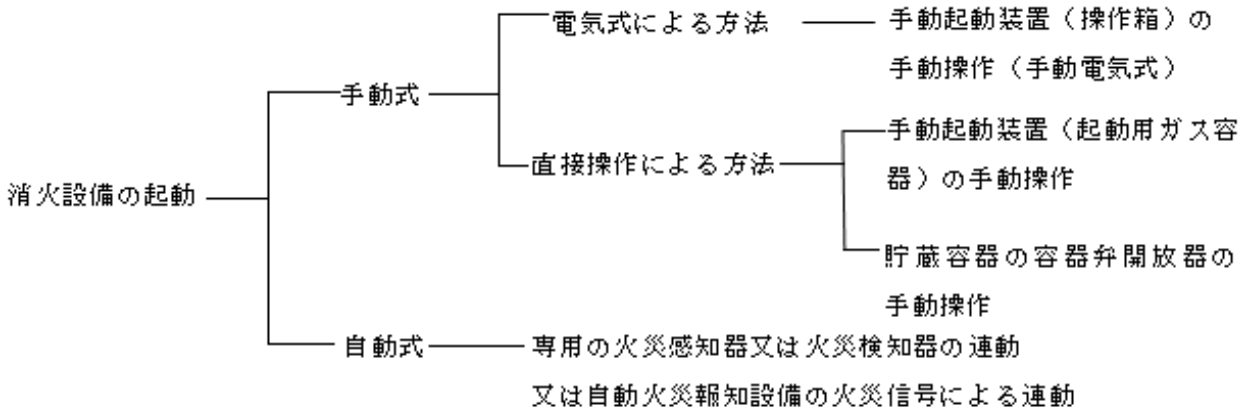 電気式による方法
手動起動装置（操作箱）の
手動操作（手動電気式）
手動式
手動起動装置（起動用ガス容
器）の手動操作
直接操作による方法
消火設備の起動
貯蔵容器の容器弁開放器の
手動操作
自動式
専用の火災感知器又は火災検知器の連動
又は自動火災報知設備の火災信号による連動